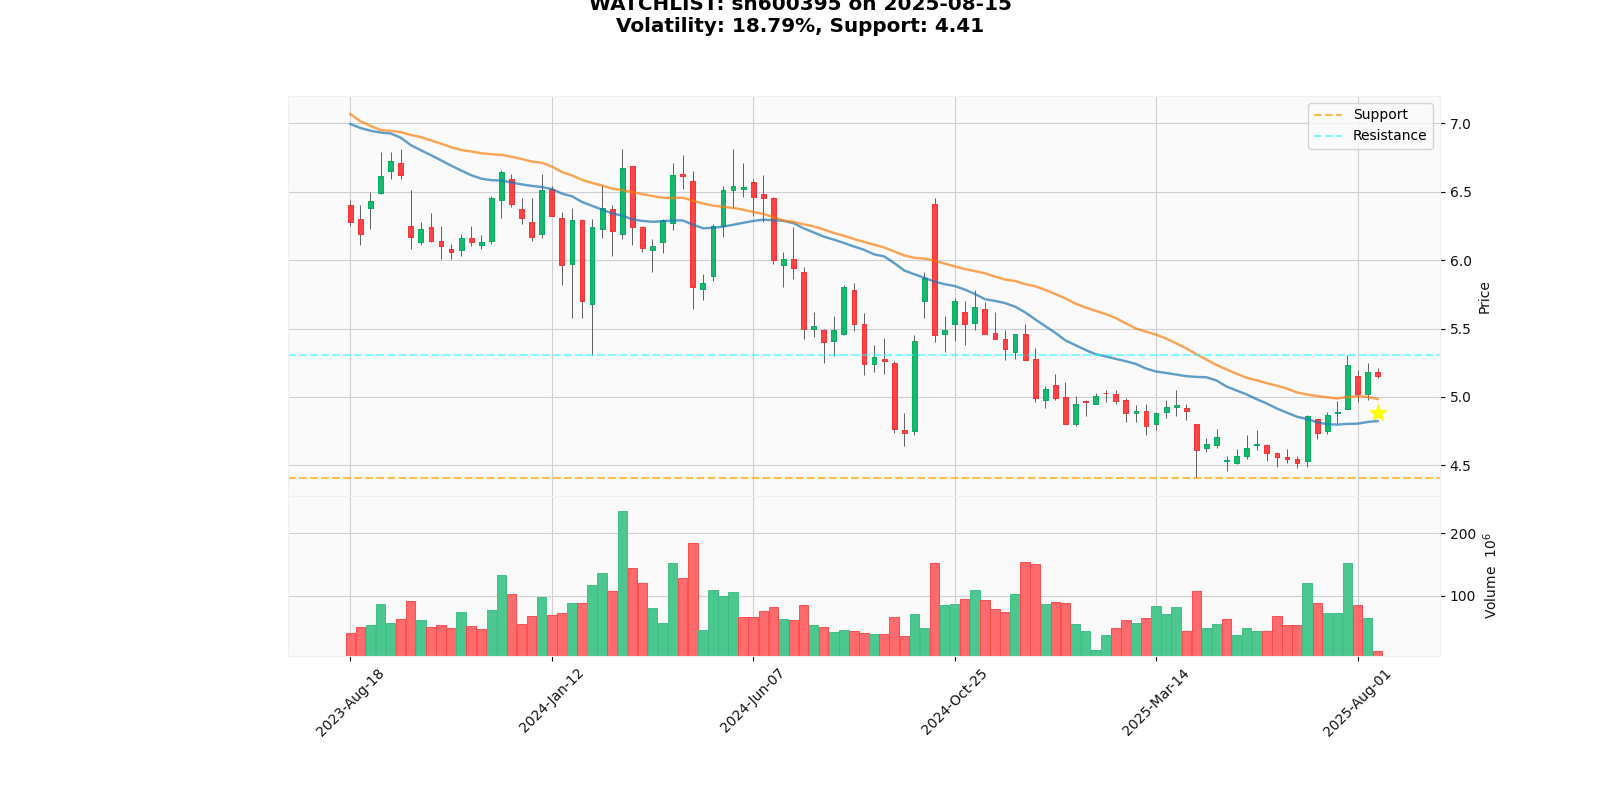 WATCHLIST: sh600395 on 2025-08-15
Volatility: 18.79%, Support: 4.41
Support
Resistance
7.0
6.5
6.0
5.5
5.0
4.5
Price
200
100
Volume 10⁶
2023-Aug-18
2024-Jan-12
2024-Jun-07
2024-Oct-25
2025-Mar-14
2025-Aug-01